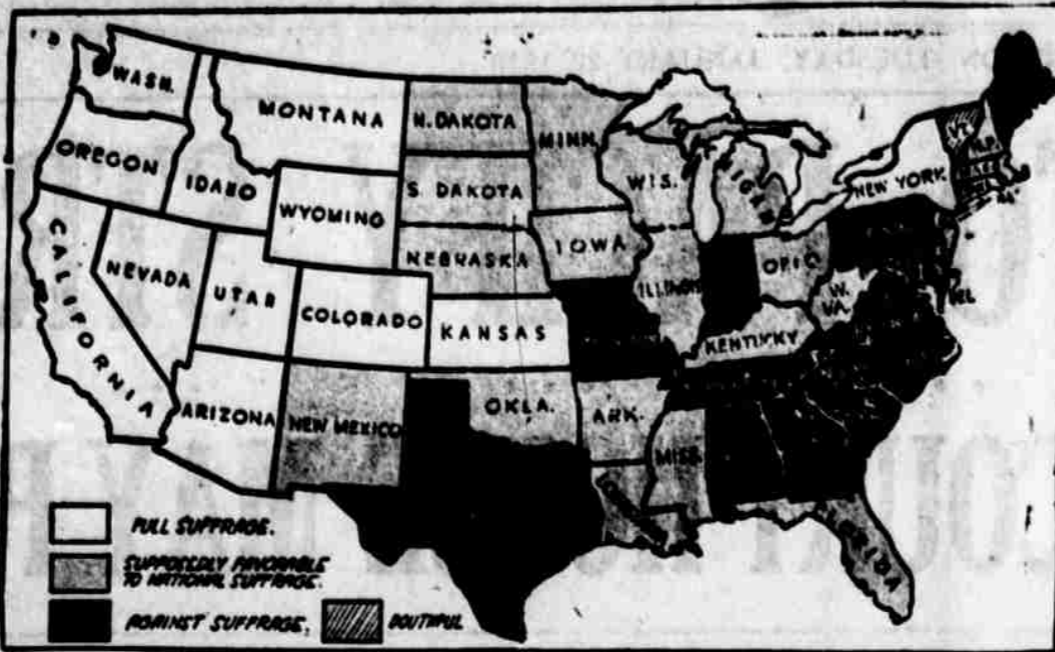 WASH.
MONTANA
N. DAKOTA
MINN.
VT.
OREGON
IDAHO
S. DAKOTA
WIS.
NEW YORK.
WYOMING
IOWA
NEBRASKA
NEVADA
UTAH
COLORADO
KANSAS
ILLINOIS
OHIO
W.
VA.
DEL
KENTUCKY
CALIFORNIA
ARIZONA
NEW MEXICO
OKLA.
ARK.
MISS.
FLORIDA
FULL SUFFRAGE.
SUPPOSEDLY FAVORABLE
TO NATIONAL SUFFRAGE.
AGAINST SUFFRAGE.
DOUTFUL